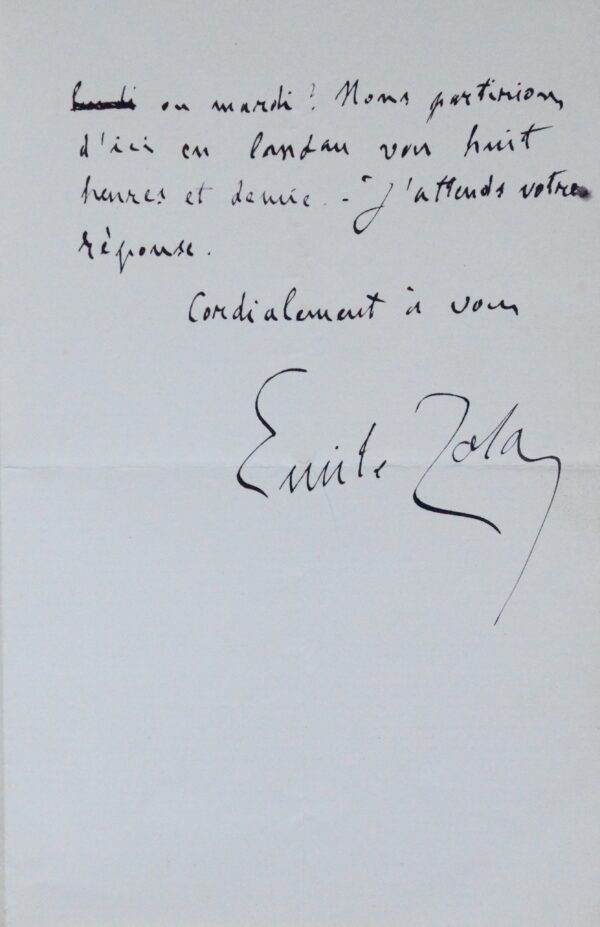 lundi ou mardi? Nous partirions
d'ici en landau vers huit
heures et demie. - J'attends votre
réponse.
Cordialement à vous
Emile Zola